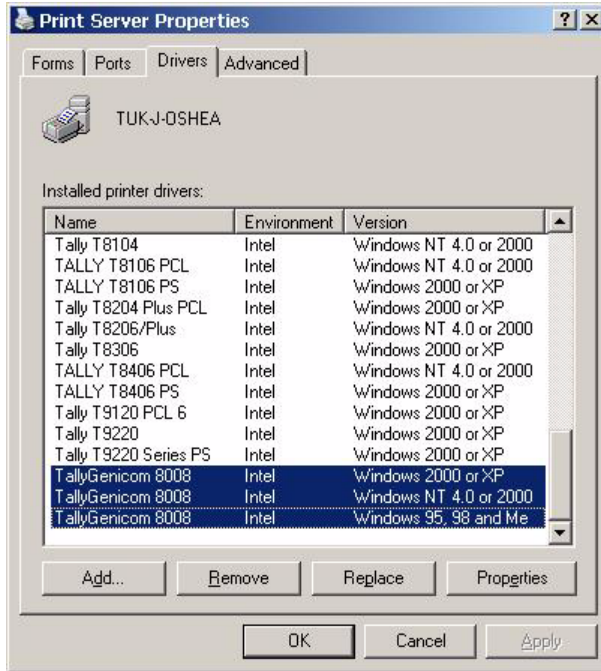 Print Server Properties
Forms Ports Drivers Advanced
TUK-J-OSHEA
Installed printer drivers:
Name Environment Version
Tally T8104 Intel Windows NT 4.0 or 2000
TALLY T8106 PCL Intel Windows NT 4.0 or 2000
TALLY T8106 PS Intel Windows 2000 or XP
Tally T8204 Plus PCL Intel Windows 2000 or XP
Tally T8206/Plus Intel Windows NT 4.0 or 2000
Tally T8306 Intel Windows 2000 or XP
TALLY T8406 PCL Intel Windows NT 4.0 or 2000
TALLY T8406 PS Intel Windows 2000 or XP
Tally T9120 PCL 6 Intel Windows 2000 or XP
Tally T9220 Intel Windows 2000 or XP
Tally T9220 Series PS Intel Windows 2000 or XP
TallyGenicom 8008 Intel Windows 2000 or XP
TallyGenicom 8008 Intel Windows NT 4.0 or 2000
TallyGenicom 8008 Intel Windows 95, 98 and Me
Add... Remove Replace Properties
OK Cancel Apply